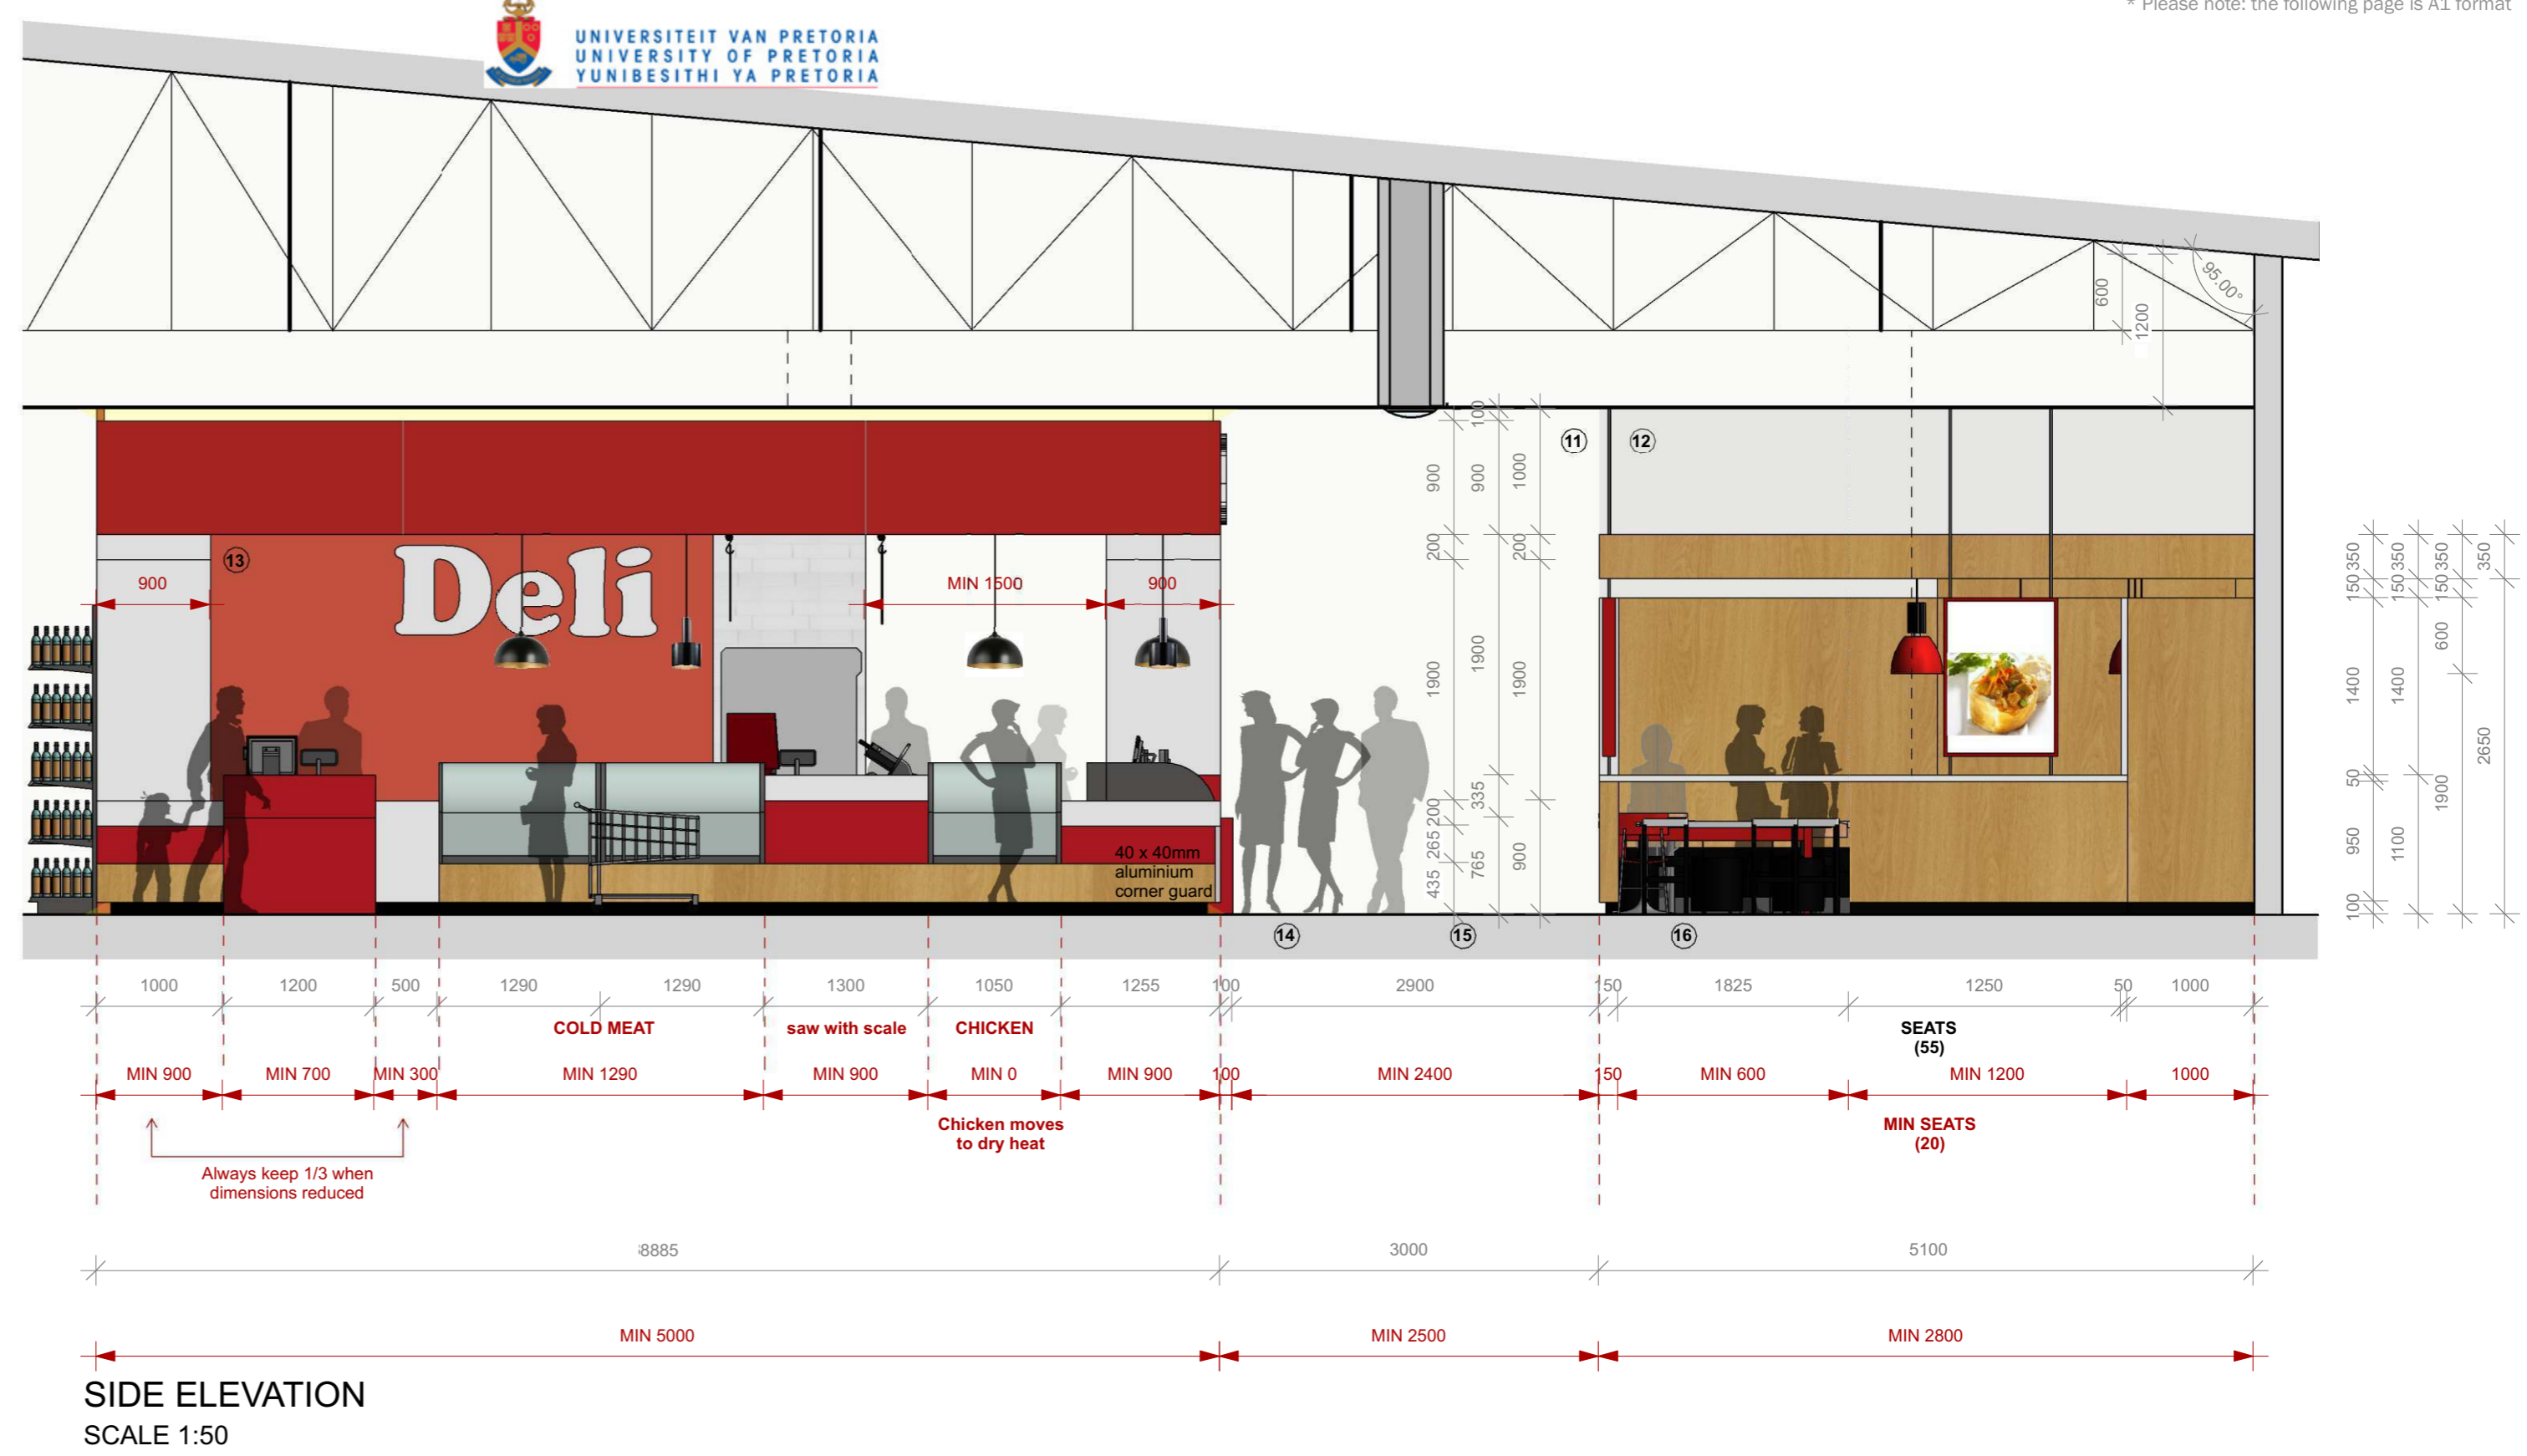 * Please note: the following page is A1 format
UNIVERSITEIT VAN PRETORIA
UNIVERSITY OF PRETORIA
YUNIBESITHI YA PRETORIA
95.00°
600
1200
100
11
12
900
900
1000
Deli
13
900
MIN 1500
900
200
200
1900
1900
1900
200
335
265
765
900
435
150 350
150 350
150 350
350
600
1400
1400
2650
50
1900
950
1100
100
40 x 40mm
aluminium
corner guard
14
15
16
1000 1200 500 1290 1290 1300 1050 1255 100 2900 150 1825 1250 50 1000
COLD MEAT saw with scale CHICKEN SEATS
(55)
MIN 900 MIN 700 MIN 300 MIN 1290 MIN 900 MIN 0 MIN 900 100 MIN 2400 150 MIN 600 MIN 1200 1000
Chicken moves
to dry heat
MIN SEATS
(20)
Always keep 1/3 when
dimensions reduced
8885 3000 5100
MIN 5000 MIN 2500 MIN 2800
SIDE ELEVATION
SCALE 1:50